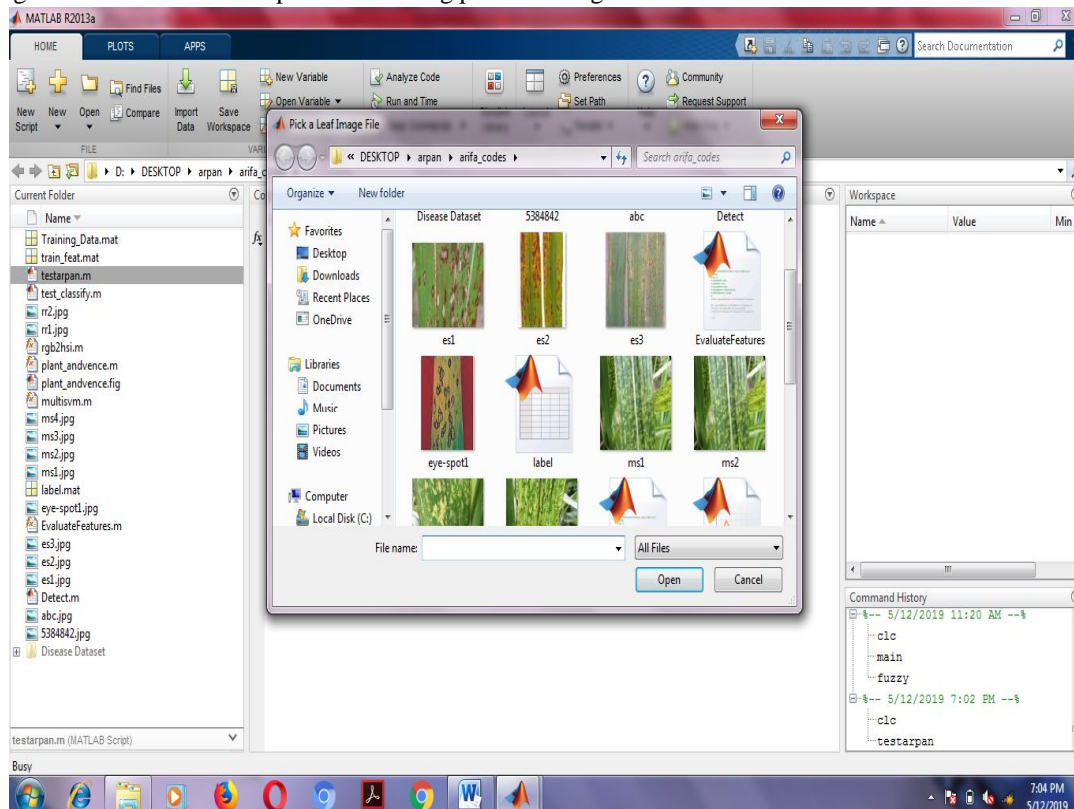 MATLAB R2013a
HOME PLOTS APPS
Search Documentation
New Script
New
Open
Find Files
Compare
Import Data
Save Workspace
New Variable
Open Variable
Analyze Code
Run and Time
Preferences
Set Path
Community
Request Support
FILE
D: DESKTOP arpan
Current Folder
Name
Training_Data.mat
train_feat.mat
testarpan.m
test_classify.m
rr2.jpg
rr1.jpg
rgb2hsi.m
plant_andvence.m
plant_andvence.fig
multisvm.m
ms4.jpg
ms3.jpg
ms2.jpg
ms1.jpg
label.mat
eye-spot1.jpg
EvaluateFeatures.m
es3.jpg
es2.jpg
es1.jpg
Detect.m
abc.jpg
5384842.jpg
Disease Dataset
testarpan.m (MATLAB Script)
Busy
fx
Pick a Leaf Image File
« DESKTOP arpan arifa_codes
Search arifa_codes
Organize New folder
Favorites
Desktop
Downloads
Recent Places
OneDrive
Libraries
Documents
Music
Pictures
Videos
Computer
Local Disk (C:)
Disease Dataset 5384842 abc Detect
es1 es2 es3 EvaluateFeatures
eye-spot1 label ms1 ms2
File name:
All Files
Open Cancel
Workspace
Name Value Min
Command History
%-- 5/12/2019 11:20 AM --%
clc
main
fuzzy
%-- 5/12/2019 7:02 PM --%
clc
testarpan
7:04 PM
5/12/2019